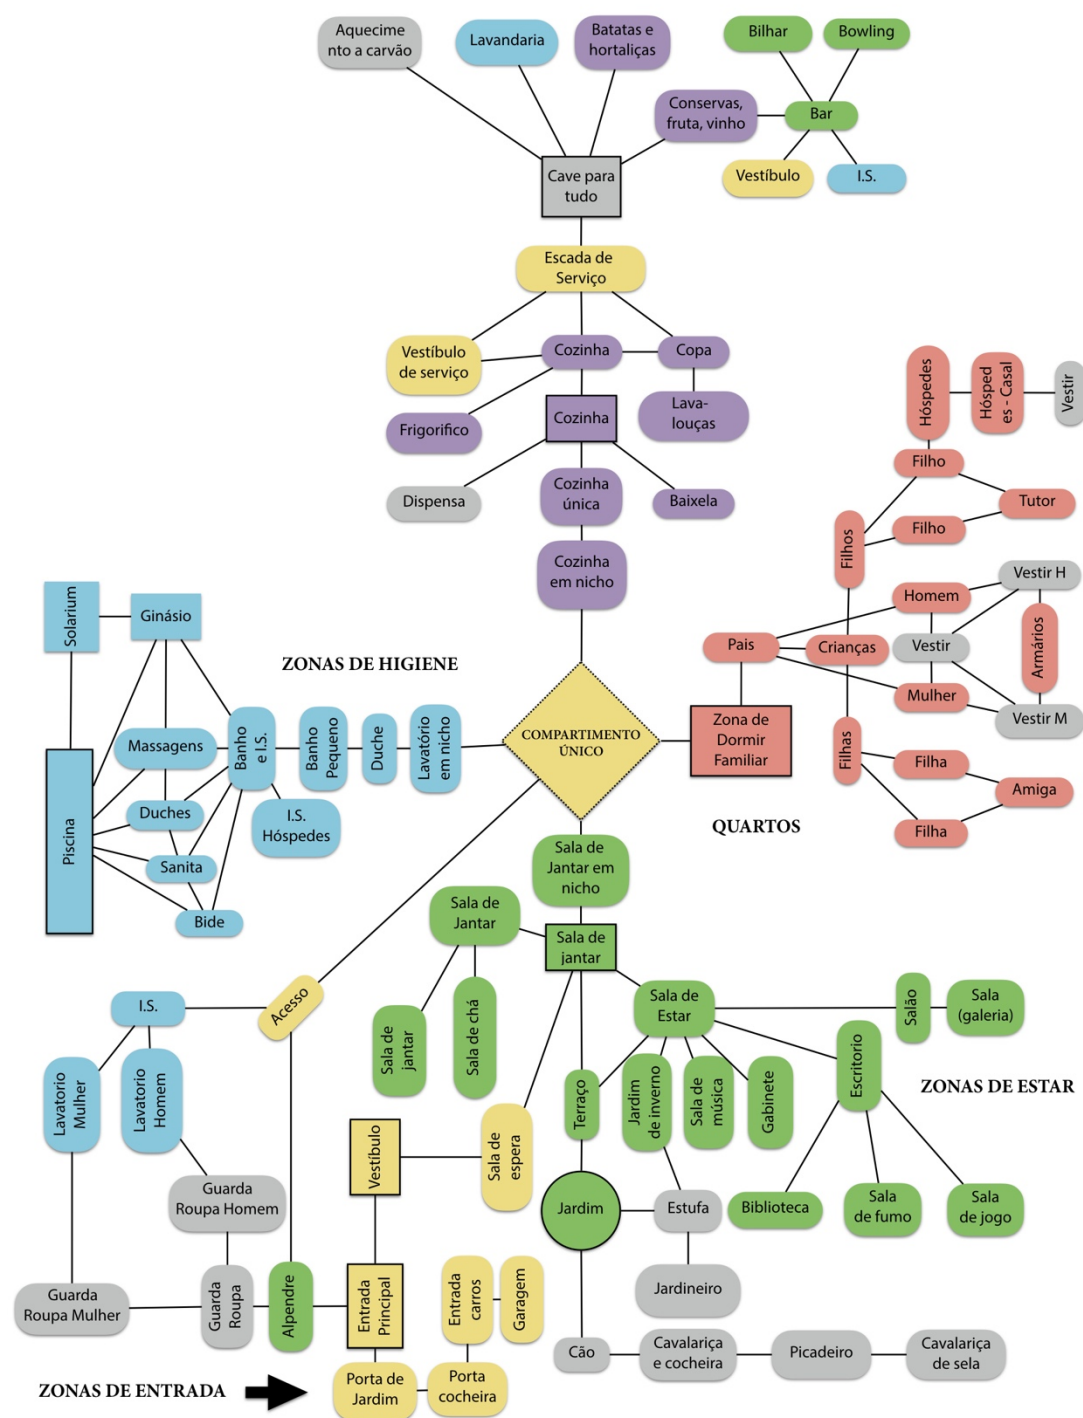 Aquecime
nto a carvão
Lavandaria
Batatas e
hortaliças
Bilhar
Bowling
Conservas,
fruta, vinho
Bar
Vestíbulo
I.S.
Cave para
tudo
Escada de
Serviço
Vestíbulo
de serviço
Cozinha
Copa
Frigorifico
Cozinha
Lava-
louças
Dispensa
Cozinha
única
Baixela
Cozinha
em nicho
Hóspedes
Hósped
es - Casal
Vestir
Filho
Tutor
Filho
Filhos
Vestir H
Homem
Armários
Pais
Crianças
Vestir
Mulher
Vestir M
Zona de
Dormir
Familiar
Filhas
Filha
Amiga
Filha
QUARTOS
Solarium
Ginásio
ZONAS DE HIGIENE
Massagens
Banho
e I.S.
Banho
Pequeno
Duche
Lavatório
em nicho
COMPARTIMENTO
ÚNICO
Piscina
Duches
I.S.
Hóspedes
Sanita
Bide
Sala de
Jantar em
nicho
Sala de
Jantar
Sala de
jantar
Sala de
jantar
Sala de chá
Sala de
Estar
Salão
Sala
(galeria)
Terraço
Jardim
de inverno
Sala de
música
Gabinete
Escritorio
ZONAS DE ESTAR
Acesso
I.S.
Lavatorio
Mulher
Lavatorio
Homem
Vestíbulo
Sala de
espera
Guarda
Roupa Homem
Jardim
Estufa
Biblioteca
Sala
de fumo
Sala
de jogo
Jardineiro
Guarda
Roupa Mulher
Guarda
Roupa
Alpendre
Entrada
Principal
Entrada
carros
Garagem
Cão
Cavalariça
e cocheira
Picadeiro
Cavalariça
de sela
ZONAS DE ENTRADA
Porta de
Jardim
Porta
cocheira